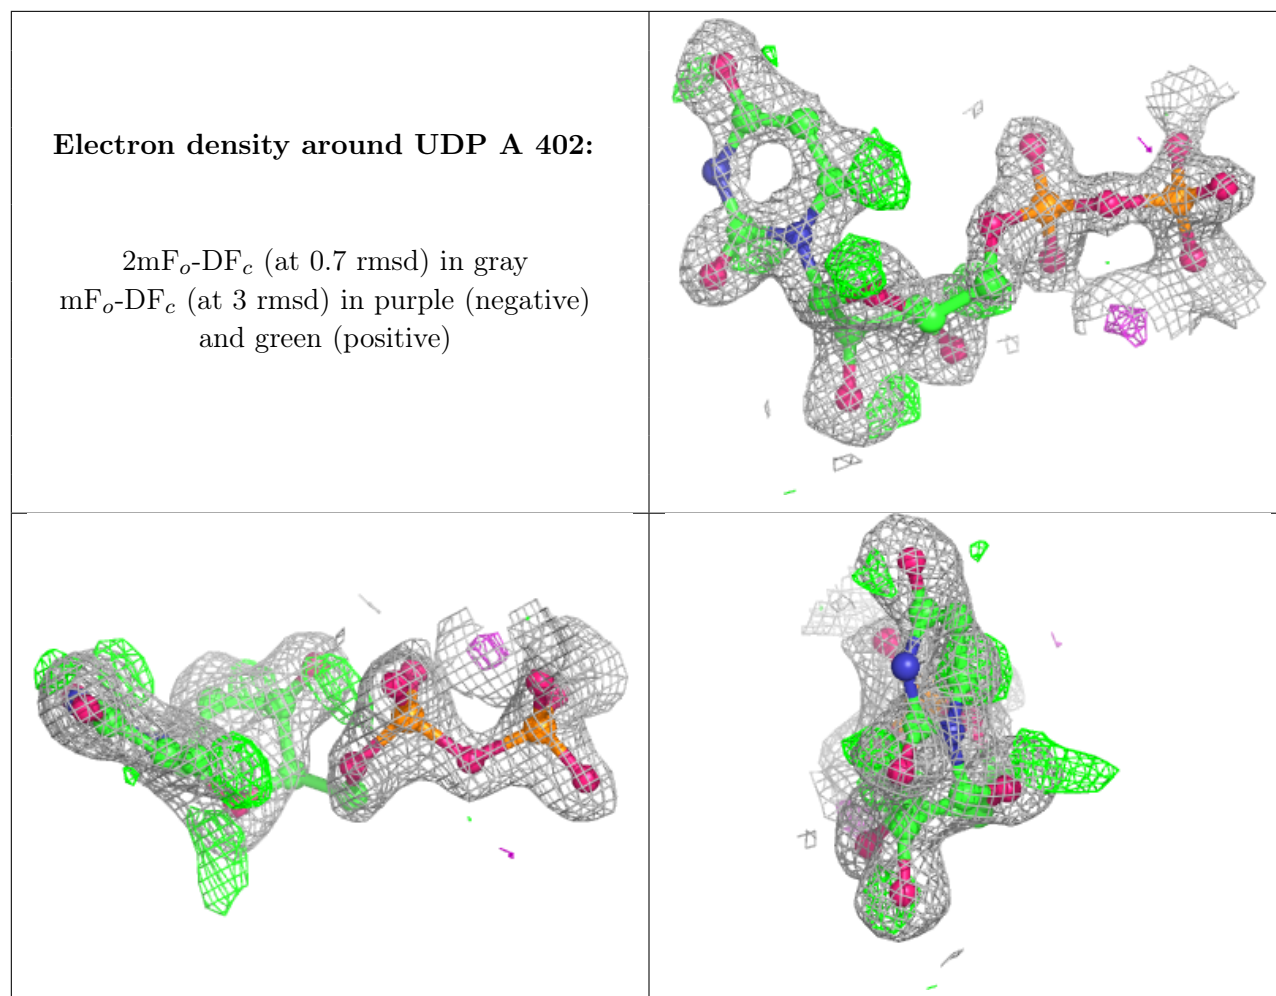 Electron density around UDP A 402:
2mFo-DFc (at 0.7 rmsd) in gray
mFo-DFc (at 3 rmsd) in purple (negative)
and green (positive)